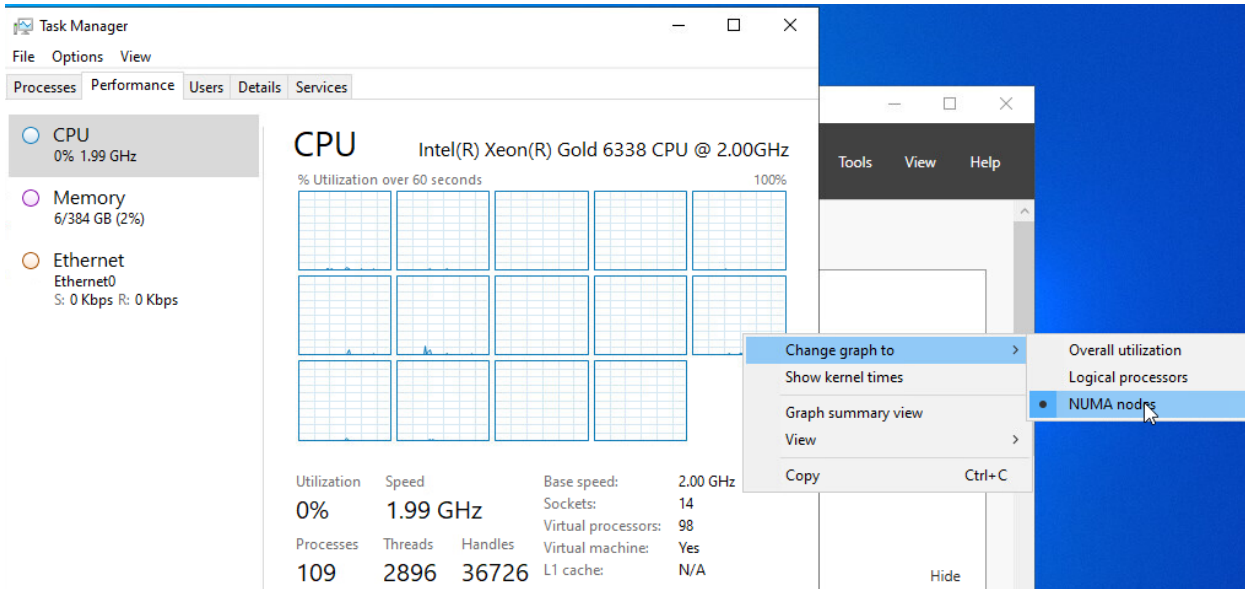 Task Manager
File Options View
Processes Performance Users Details Services
CPU
0% 1.99 GHz
Memory
6/384 GB (2%)
Ethernet
Ethernet0
S: 0 Kbps R: 0 Kbps
CPU Intel(R) Xeon(R) Gold 6338 CPU @ 2.00GHz
% Utilization over 60 seconds 100%
Utilization Speed
0% 1.99 GHz
Processes Threads Handles
109 2896 36726
Base speed: 2.00 GHz
Sockets: 14
Virtual processors: 98
Virtual machine: Yes
L1 cache: N/A
Tools View Help
Change graph to
Show kernel times
Graph summary view
View
Copy Ctrl+C
Overall utilization
Logical processors
NUMA nodes
Hide